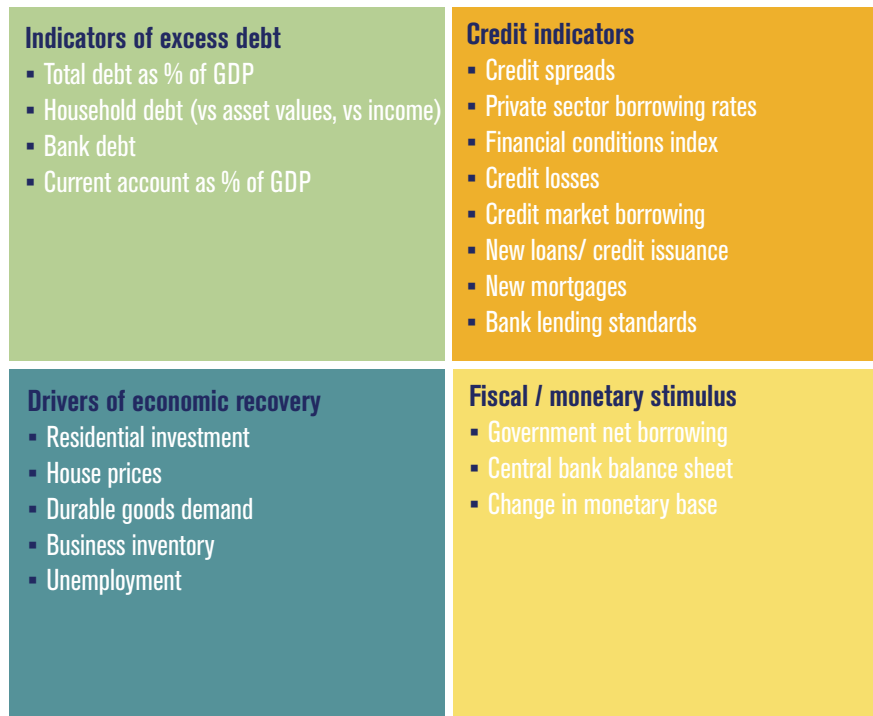 Indicators of excess debt
▪ Total debt as % of GDP
▪ Household debt (vs asset values, vs income)
▪ Bank debt
▪ Current account as % of GDP
Credit indicators
▪ Credit spreads
▪ Private sector borrowing rates
▪ Financial conditions index
▪ Credit losses
▪ Credit market borrowing
▪ New loans/ credit issuance
▪ New mortgages
▪ Bank lending standards
Drivers of economic recovery
▪ Residential investment
▪ House prices
▪ Durable goods demand
▪ Business inventory
▪ Unemployment
Fiscal / monetary stimulus
▪ Government net borrowing
▪ Central bank balance sheet
▪ Change in monetary base